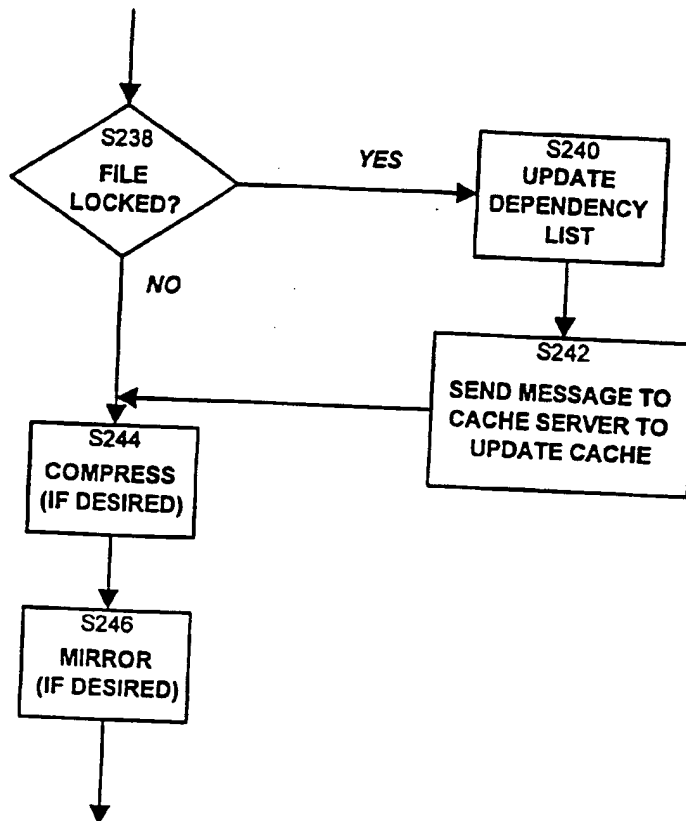 S238
FILE
LOCKED?
YES
S240
UPDATE
DEPENDENCY
LIST
NO
S242
SEND MESSAGE TO
CACHE SERVER TO
UPDATE CACHE
S244
COMPRESS
(IF DESIRED)
S246
MIRROR
(IF DESIRED)